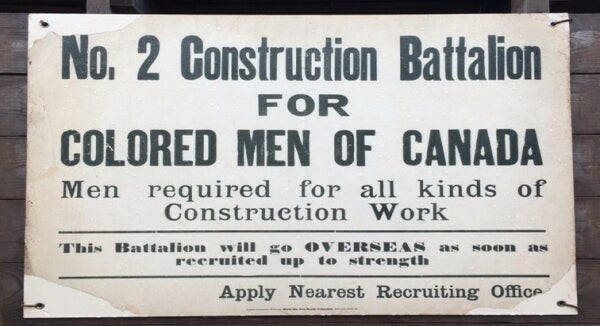 No. 2 Construction Battalion
FOR
COLORED MEN OF CANADA
Men required for all kinds of
Construction Work
This Battalion will go OVERSEAS as soon as
recruited up to strength
Apply Nearest Recruiting Office